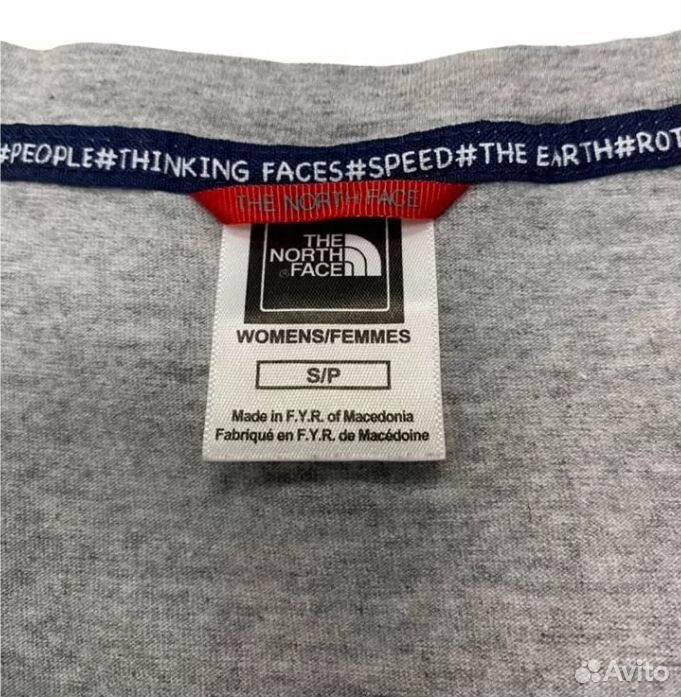 #PEOPLE#THINKING FACES#SPEED#THE EARTH#ROT
THE NORTH FACE
THE
NORTH
FACE
WOMENS/FEMMES
S/P
Made in F.Y.R. of Macedonia
Fabriqué en F.Y.R. de Macédoine
Avito